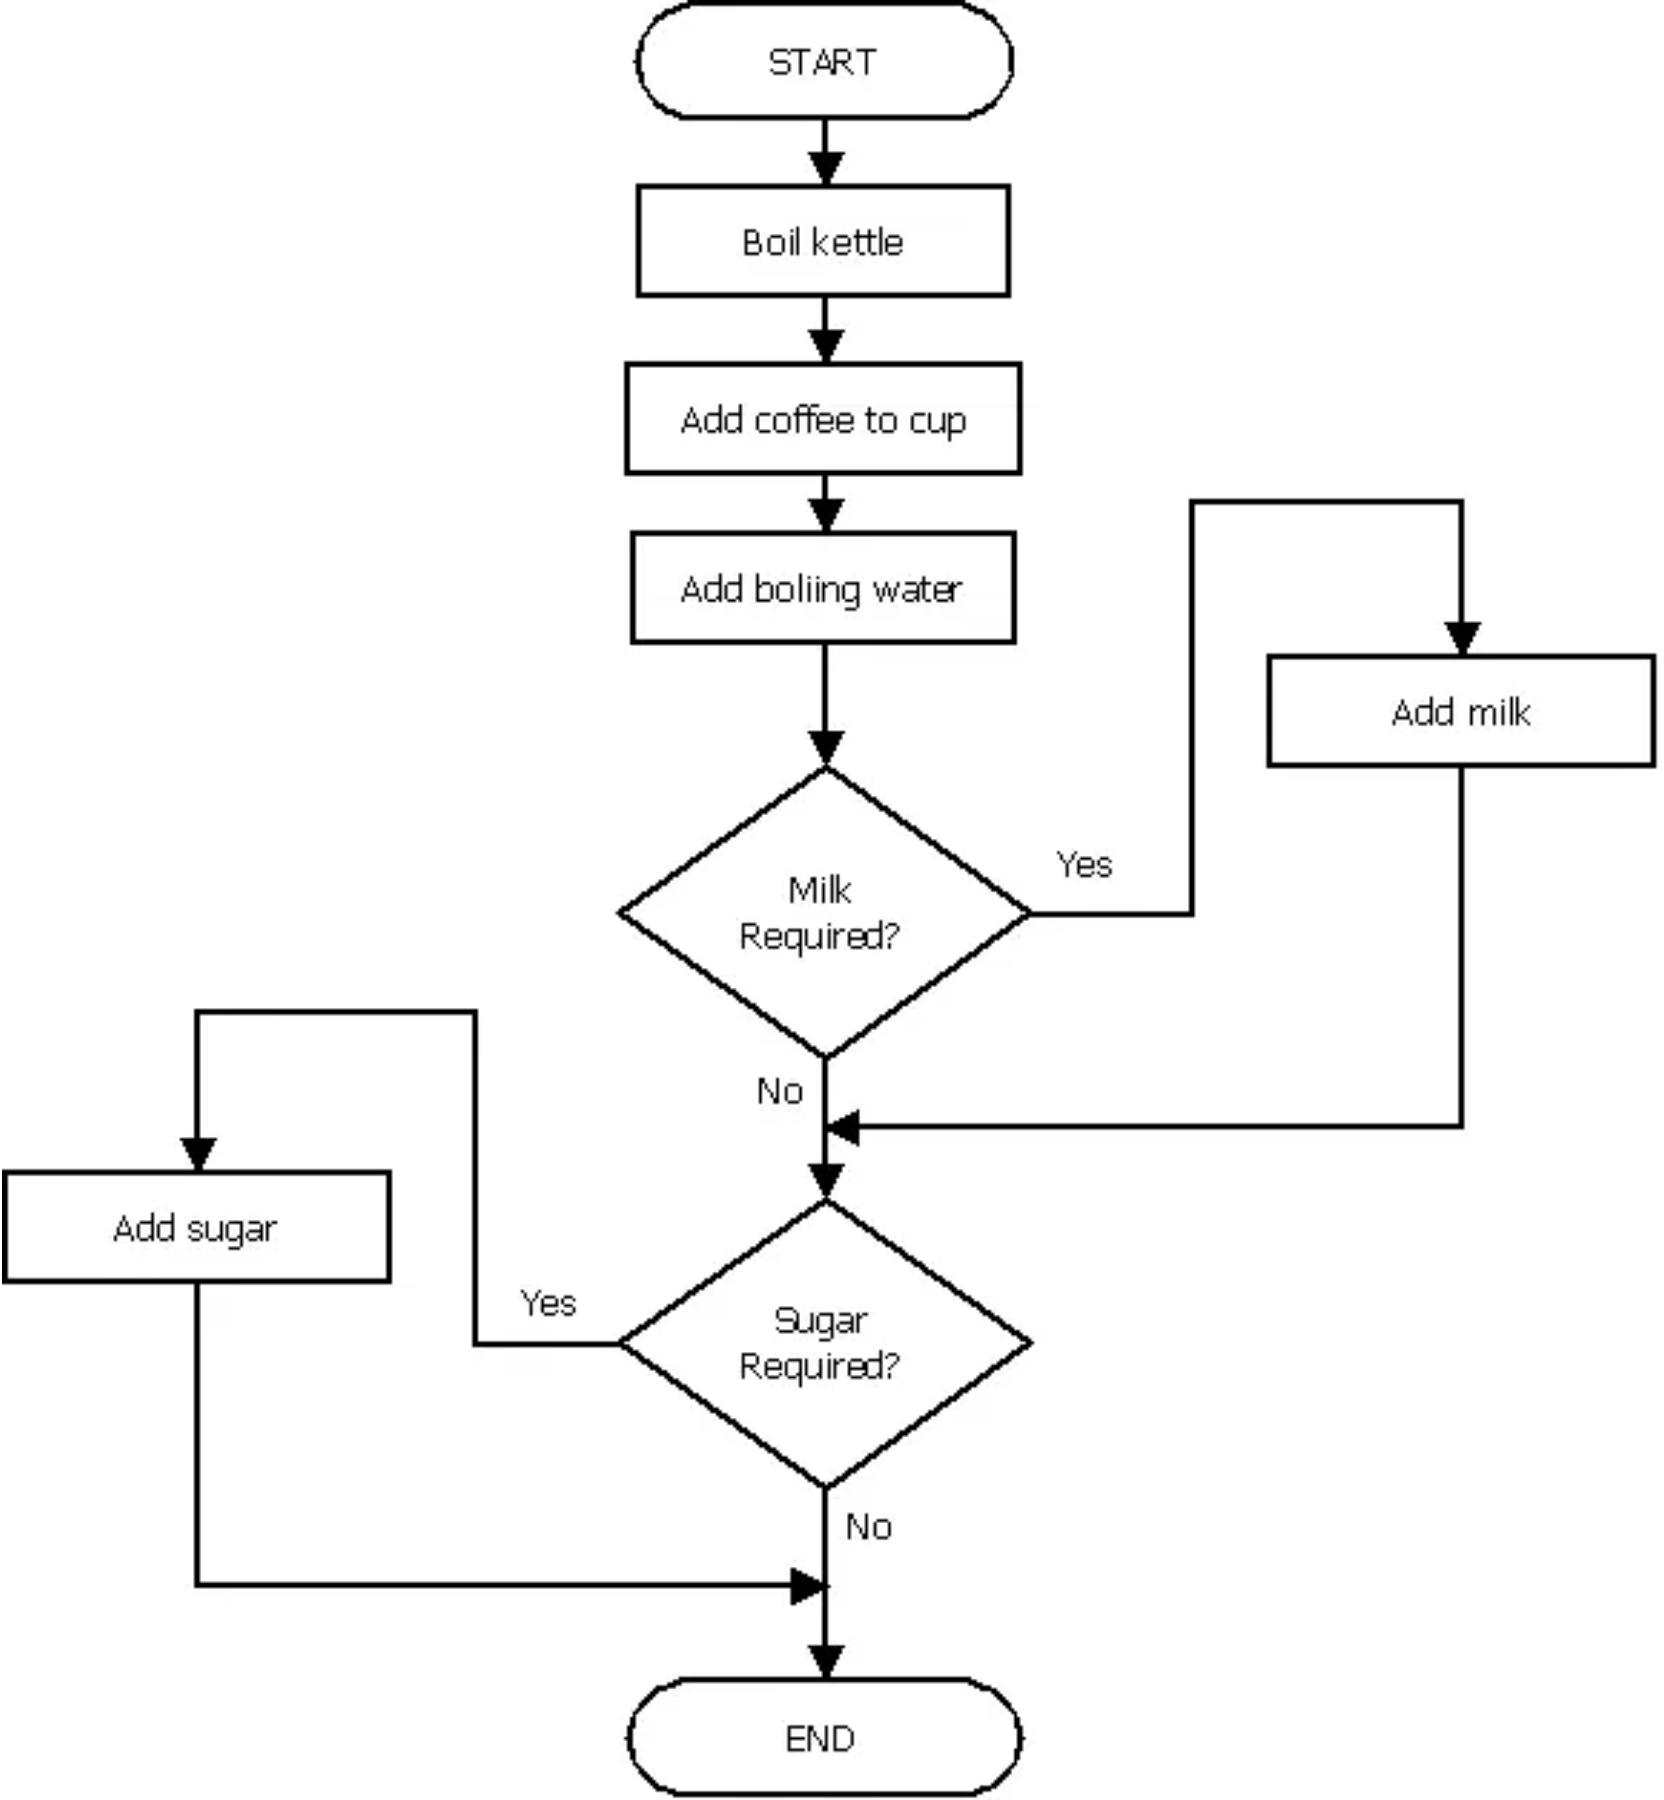 START
Boil kettle
Add coffee to cup
Add boliing water
Add milk
Milk
Required?
Yes
No
Add sugar
Sugar
Required?
Yes
No
END